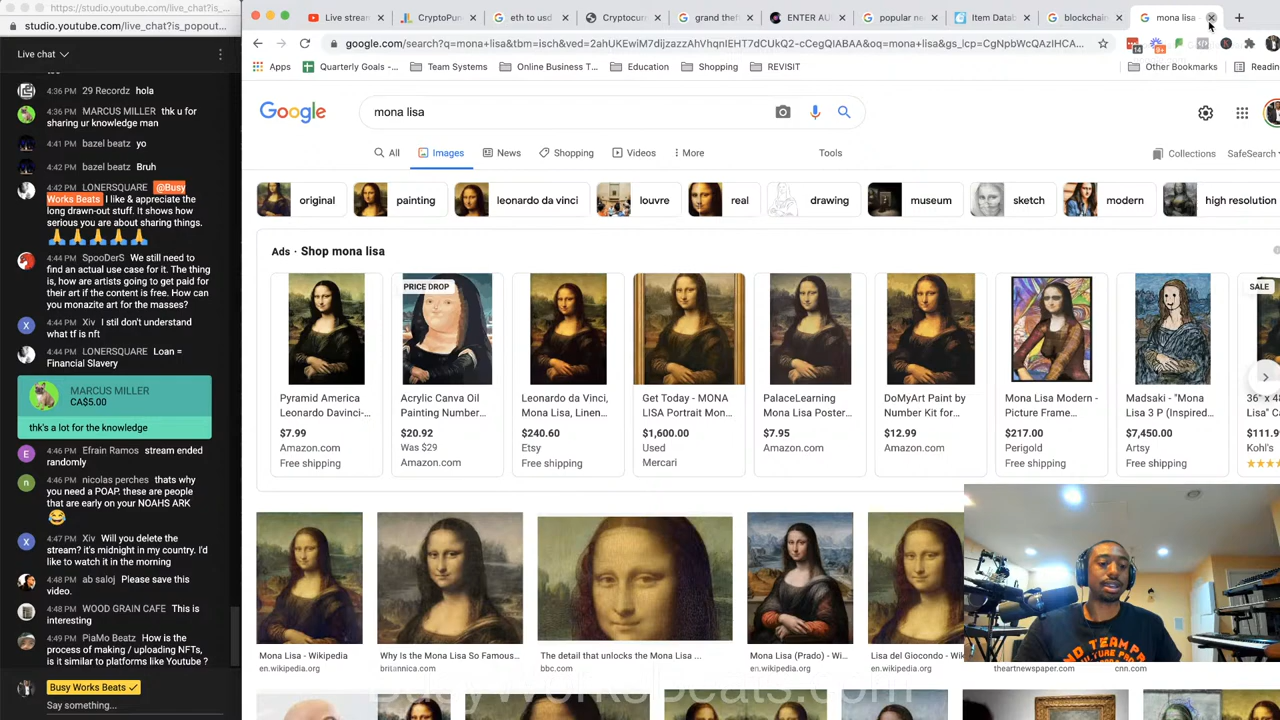 https://studio.youtube.com/live_chat?is_...
studio.youtube.com/live_chat?is_popout...
Live chat
4:36 PM 29 Recordz hola
4:36 PM MARCUS MILLER thk u for
sharing ur knowledge man
4:41 PM bazel beatz yo
4:42 PM bazel beatz Bruh
4:42 PM LONERSQUARE @Busy
Works Beats I like & appreciate the
long drawn-out stuff. It shows how
serious you are about sharing things.
4:44 PM SpooDerS We still need to
find an actual use case for it. The thing
is, how are artists going to get paid for
their art if the content is free. How can
you monazite art for the masses?
4:44 PM Xiv I stil don't understand
what tf is nft
4:44 PM LONERSQUARE Loan =
Financial Slavery
MARCUS MILLER
CA$5.00
thk's a lot for the knowledge
4:46 PM Efrain Ramos stream ended
randomly
4:46 PM nicolas perches thats why
you need a POAP. these are people
that are early on your NOAHS ARK
4:47 PM Xiv Will you delete the
stream? it's midnight in my country. I'd
like to watch it in the morning
4:48 PM ab saloj Please save this
video.
4:48 PM WOOD GRAIN CAFE This is
interesting
4:49 PM PiaMo Beatz How is the
process of making / uploading NFTs,
is it similar to platforms like Youtube ?
Busy Works Beats
Say something...
Live stream
CryptoPun
eth to usd
Cryptocur
grand thef
ENTER AU
popular ne
Item Datab
blockchain
mona lisa
google.com/search?q=mona+lisa&tbm=isch&ved=2ahUKEwiM7djzazzAhVhqnIEHT7dCUkQ2-cCegQIABAA&oq=mona+lisa&gs_lcp=CgNpbWcQAzIHCA...
14
Apps
Quarterly Goals -...
Team Systems
Online Business T...
Education
Shopping
REVISIT
Other Bookmarks
Readin
Google
mona lisa
All
Images
News
Shopping
Videos
More
Tools
Collections
SafeSearch
original
painting
leonardo da vinci
louvre
real
drawing
museum
sketch
modern
high resolution
Ads · Shop mona lisa
PRICE DROP
SALE
Pyramid America
Leonardo Davinci-...
$7.99
Amazon.com
Free shipping
Acrylic Canva Oil
Painting Number...
$20.92
Was $29
Amazon.com
Leonardo da Vinci,
Mona Lisa, Linen...
$240.60
Etsy
Free shipping
Get Today - MONA
LISA Portrait Mon...
$1,600.00
Used
Mercari
PalaceLearning
Mona Lisa Poster...
$7.95
Amazon.com
DoMyArt Paint by
Number Kit for...
$12.99
Amazon.com
Free shipping
Mona Lisa Modern -
Picture Frame...
$217.00
Perigold
Free shipping
Madsaki - "Mona
Lisa 3 P (Inspired...
$7,450.00
Artsy
Free shipping
36" x 48
Lisa" C
$111.9
Kohl's
Mona Lisa - Wikipedia
en.wikipedia.org
Why Is the Mona Lisa So Famous...
britannica.com
The detail that unlocks the Mona Lisa ...
bbc.com
Mona Lisa (Prado) - Wi...
en.wikipedia.org
Lisa del Giocondo - Wiki...
en.wikipedia.org
theartnewspaper.com
cnn.com